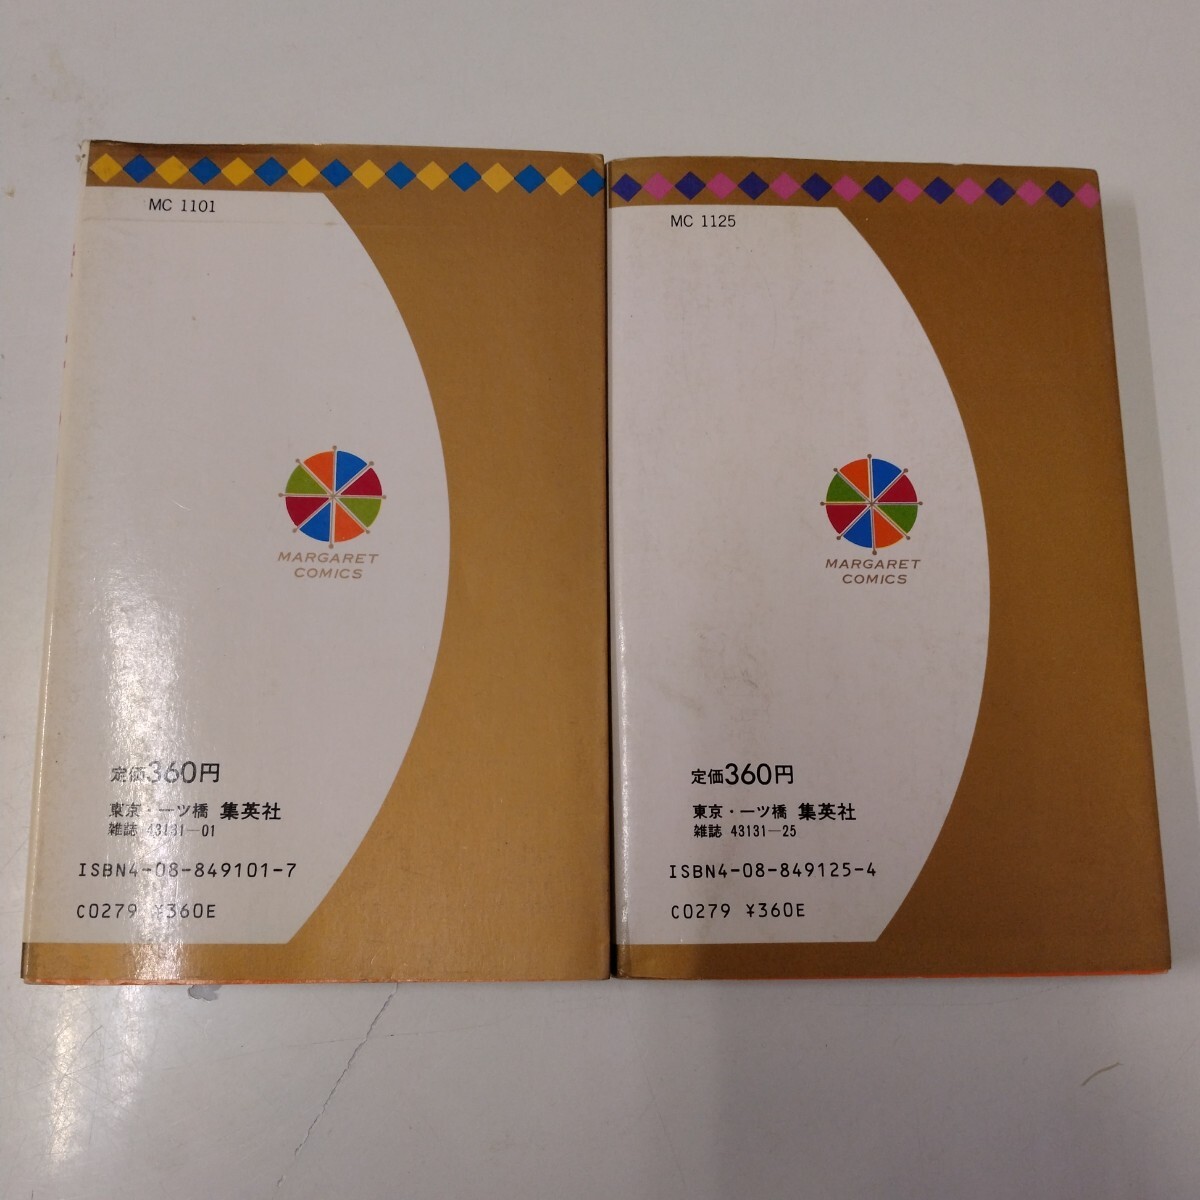 MC 1101
MARGARET
COMICS
定価360円
東京・一ツ橋 集英社
雑誌 43131-01
ISBN4-08-849101-7
C0279 ¥360E
MC 1125
MARGARET
COMICS
定価360円
東京・一ツ橋 集英社
雑誌 43131-25
ISBN4-08-849125-4
C0279 ¥360E